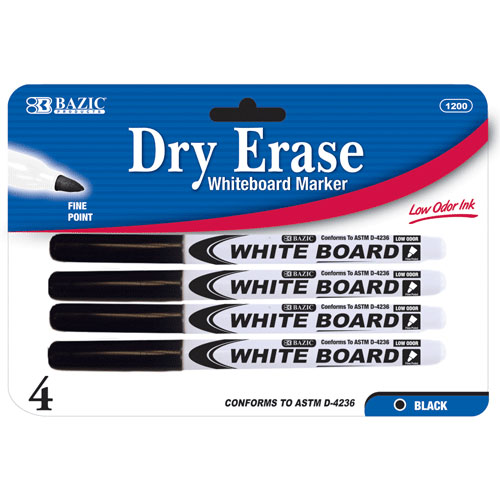 BAZIC
PRODUCTS
1200
Dry Erase
Whiteboard Marker
FINE
POINT
Low Odor Ink
BAZIC Conforms To ASTM D-4236 LOW ODOR
WHITE BOARD
BAZIC Conforms To ASTM D-4236 LOW ODOR
WHITE BOARD
BAZIC Conforms To ASTM D-4236 LOW ODOR
WHITE BOARD
BAZIC Conforms To ASTM D-4236 LOW ODOR
WHITE BOARD
4
CONFORMS TO ASTM D-4236
BLACK